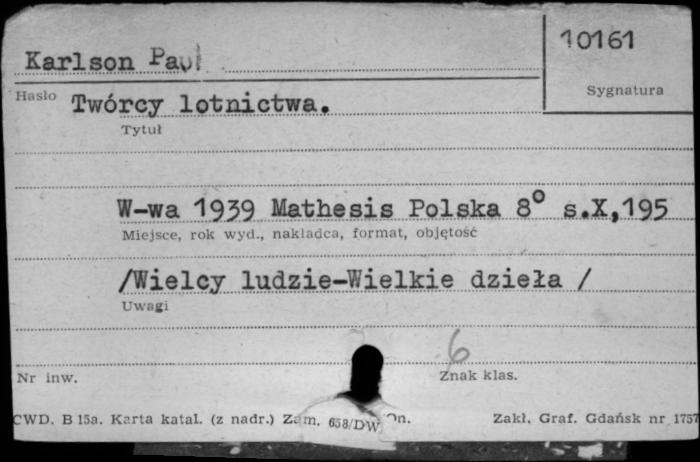 Karlson Paul
10161
Sygnatura
Hasło
Twórcy lotnictwa.
Tytuł
W-wa 1939 Mathesis Polska 8° s.X,195
Miejsce, rok wyd., nakładca, format, objętość
/Wielcy ludzie-Wielkie dzieła /
Uwagi
6
Nr inw.
Znak klas.
CWD. B 15a. Karta katal. (z nadr.) Zam. 658/DW Zakł. Graf. Gdańsk nr 1757